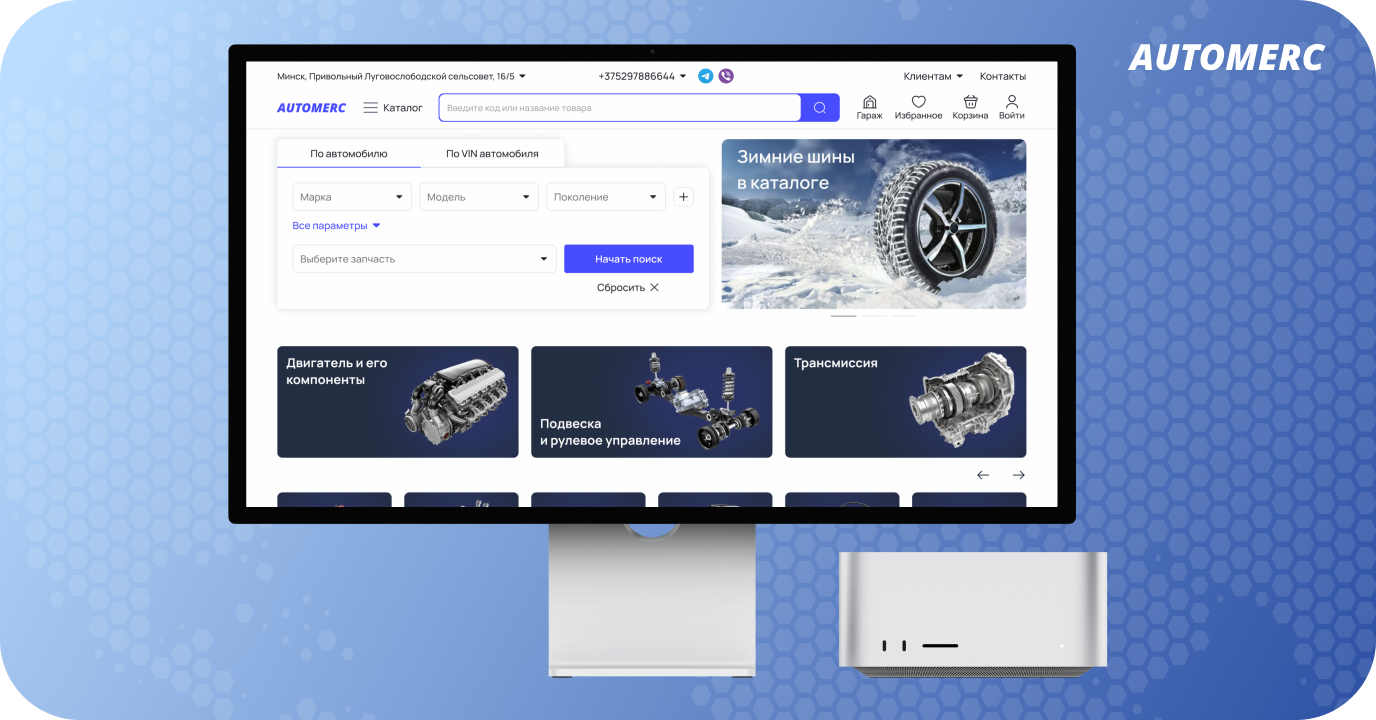 AUTOMERC
Минск, Привольный Луговослободской сельсовет, 16/5
+375297886644
Клиентам
Контакты
AUTOMERC
Каталог
Введите код или название товара
Гараж
Избранное
Корзина
Войти
По автомобилю
По VIN автомобиля
Марка
Модель
Поколение
Все параметры
Выберите запчасть
Начать поиск
Сбросить
Зимние шины
в каталоге
Двигатель и его
компоненты
Подвеска
и рулевое управление
Трансмиссия